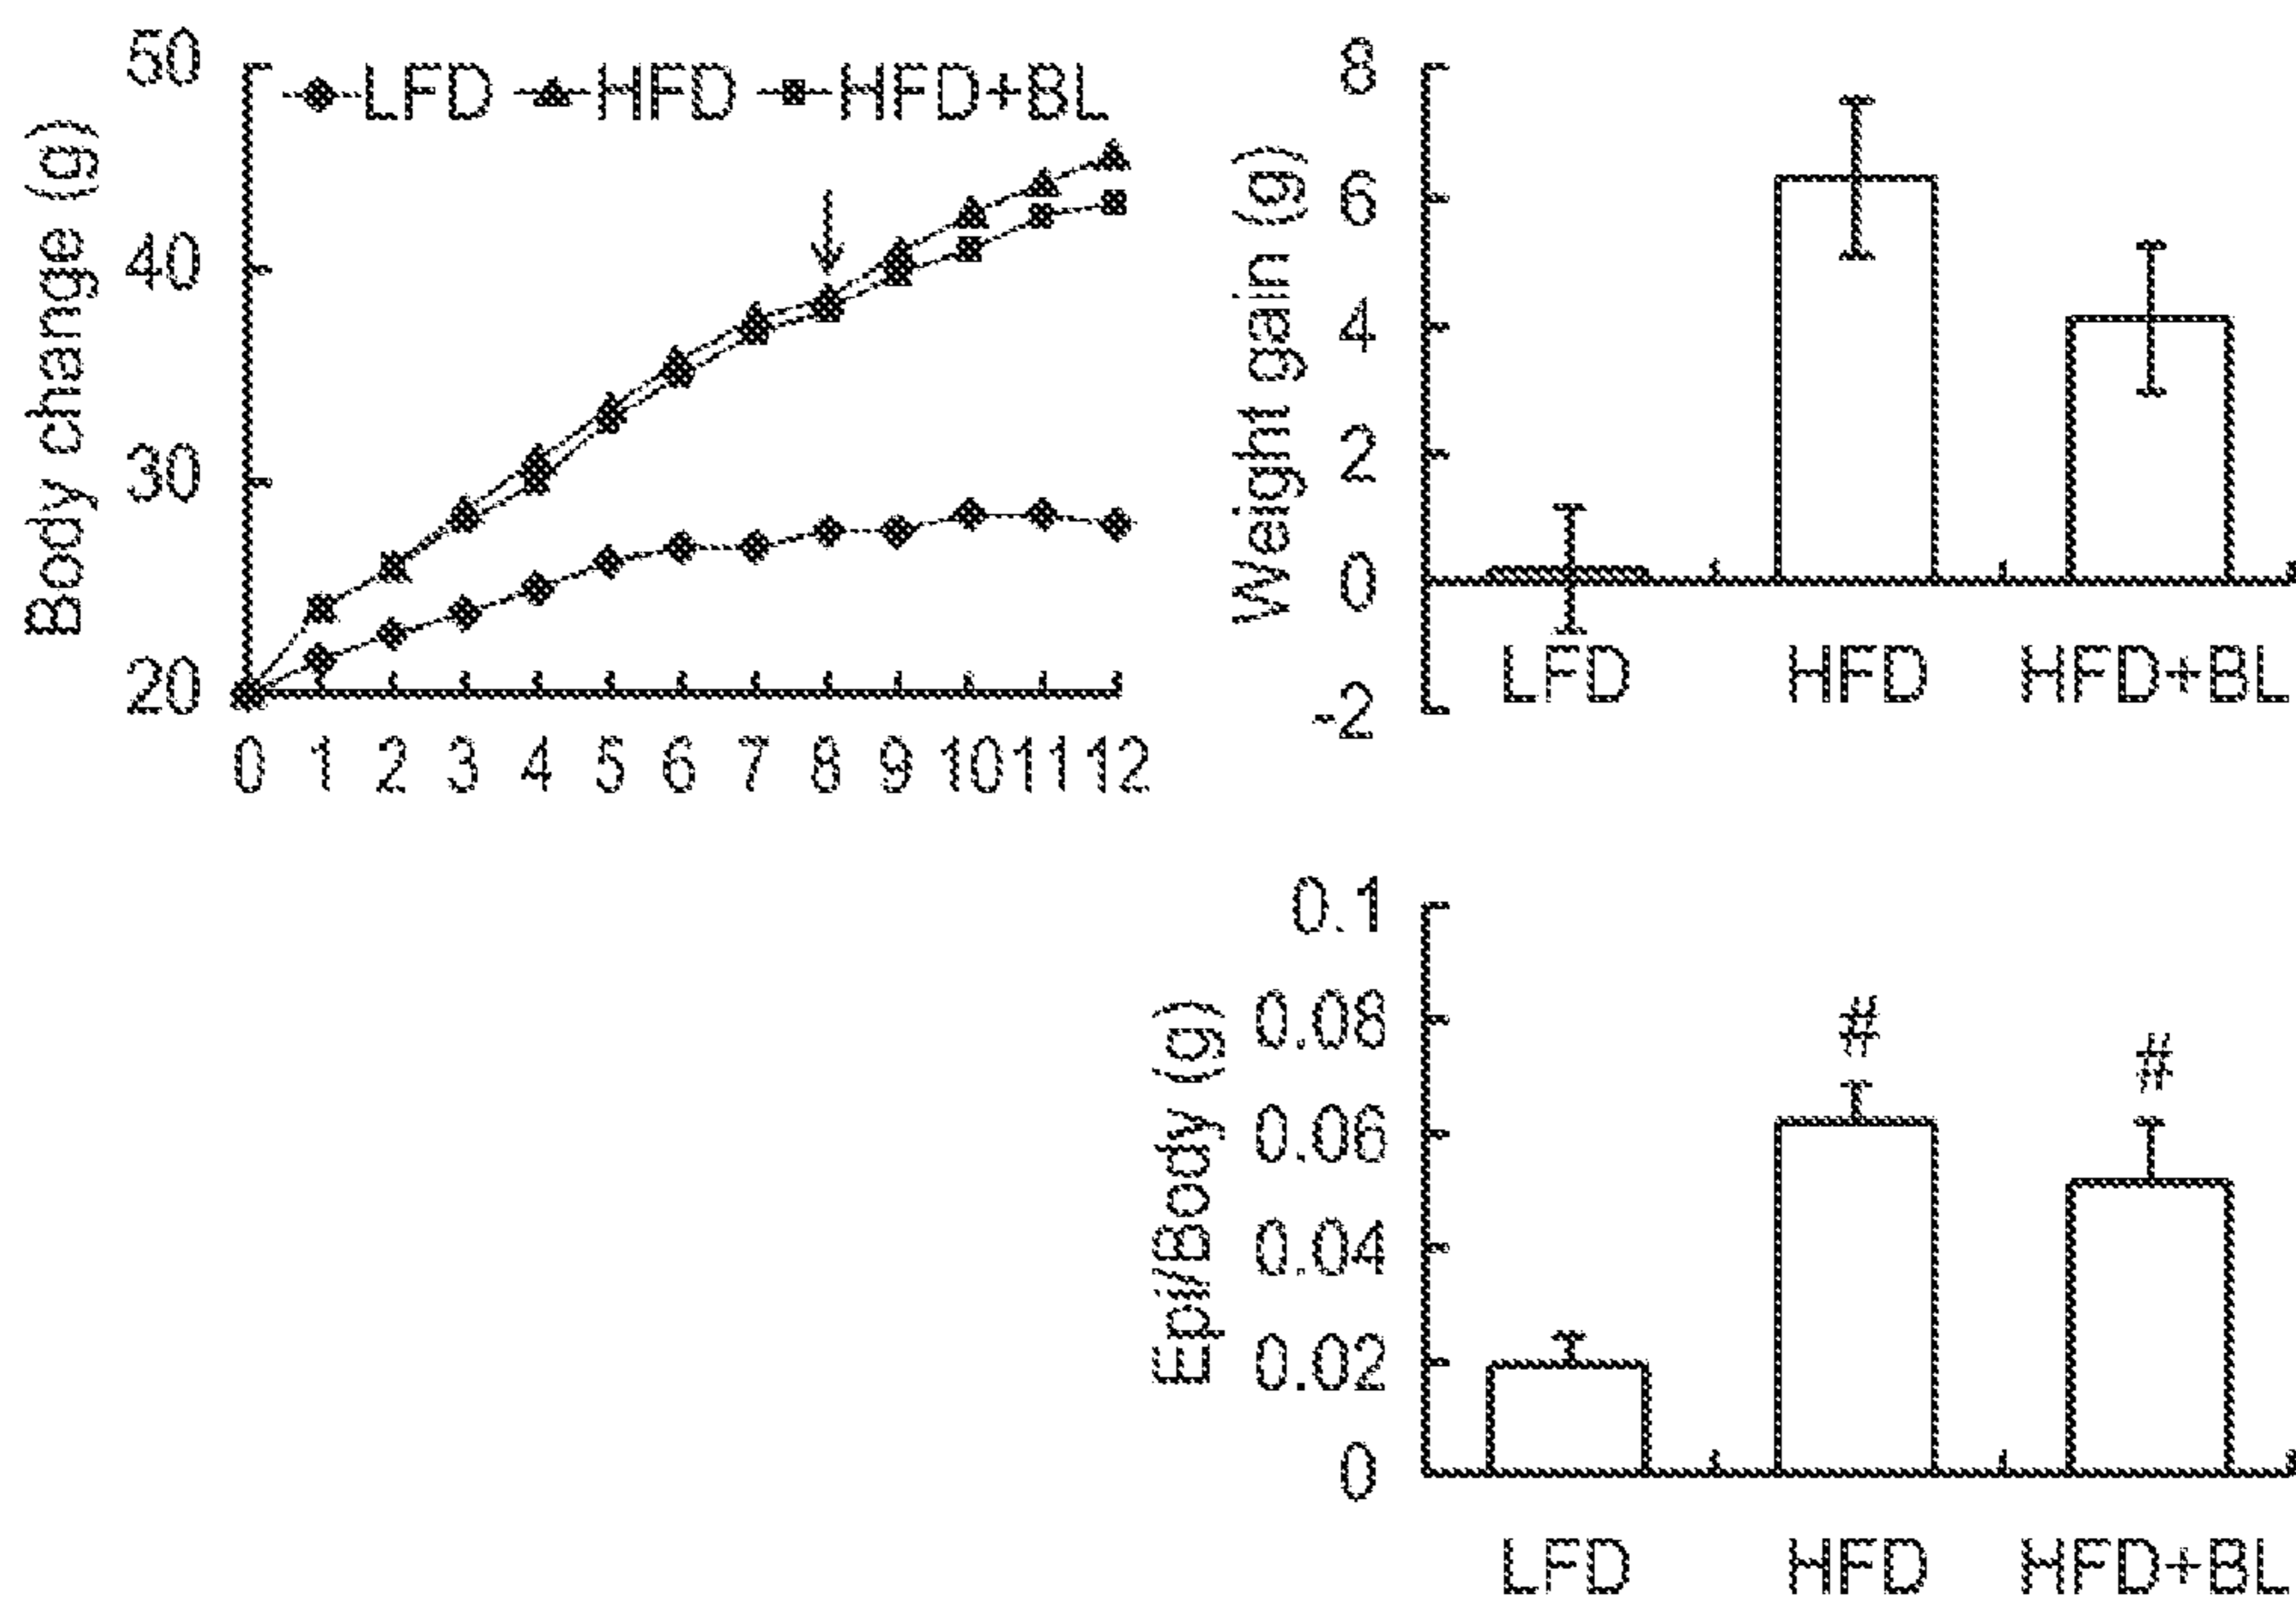 Body change (g)
50
40
30
20
LFD HFD HFD+BL
0 1 2 3 4 5 6 7 8 9 10 11 12
Weight gain (g)
8
6
4
2
0
-2
LFD HFD HFD+BL
Epi/Body (g)
0.1
0.08
0.06
0.04
0.02
0
# #
LFD HFD HFD+BL